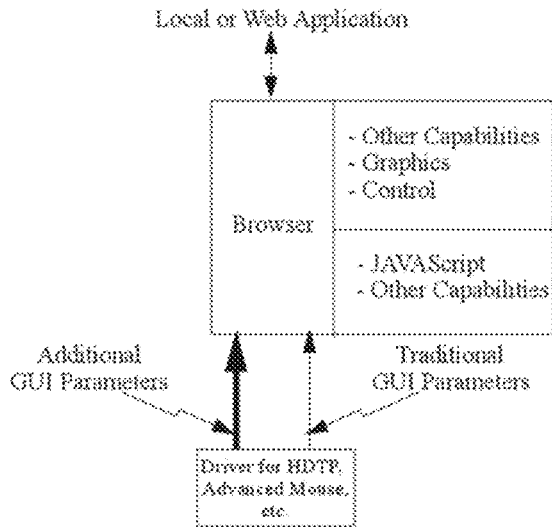 Local or Web Application
- Other Capabilities
- Graphics
- Control
Browser
- JAVAScript
- Other Capabilities
Additional
GUI Parameters
Traditional
GUI Parameters
Driver for HDTP,
Advanced Mouse,
etc.